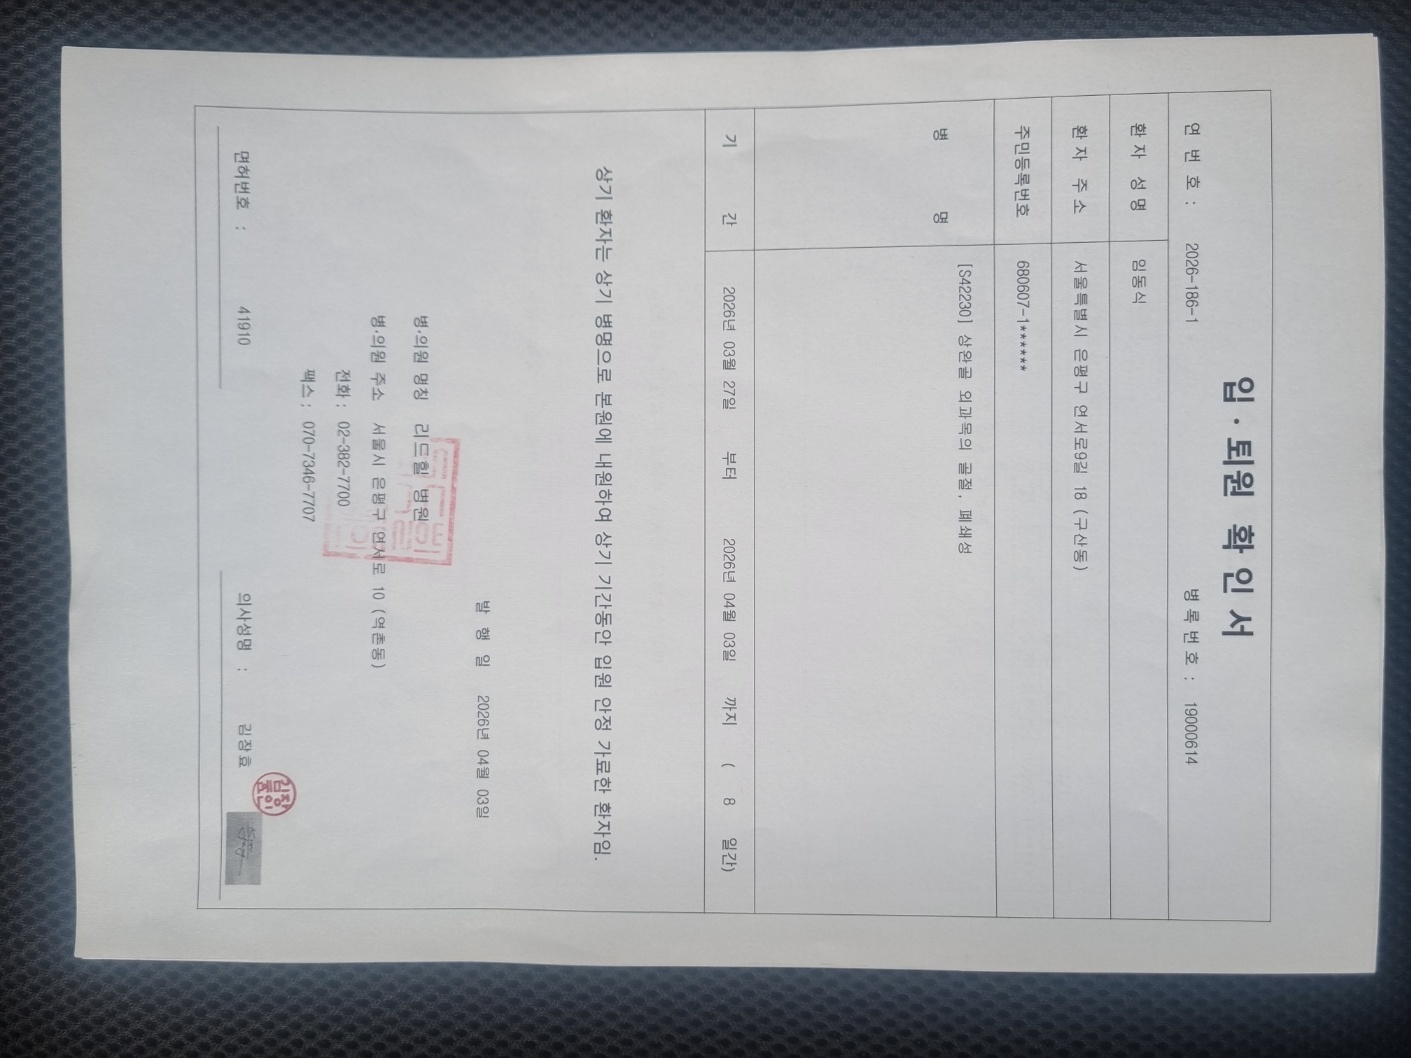 입·퇴원 확인서
연 번 호 : 2026-186-1 병 록 번 호 : 19000614
환 자 성 명 임동식
환 자 주 소 서울특별시 은평구 연서로9길 18 (구산동)
주민등록번호 680607-1******
병 명 [S42230] 상완골 외과목의 골절, 폐쇄성
기 간 2026년 03월 27일 부터 2026년 04월 03일 까지 ( 8 일간)
상기 환자는 상기 병명으로 본원에 내원하여 상기 기간동안 입원 안정 가료한 환자임.
발 행 일 2026년 04월 03일
병·의원 명칭 리드힐 병원
병·의원 주소 서울시 은평구 연서로 10 (역촌동)
전화 : 02-382-7700
팩스 : 070-7346-7707
면허번호 : 41910 의사성명 : 김장효